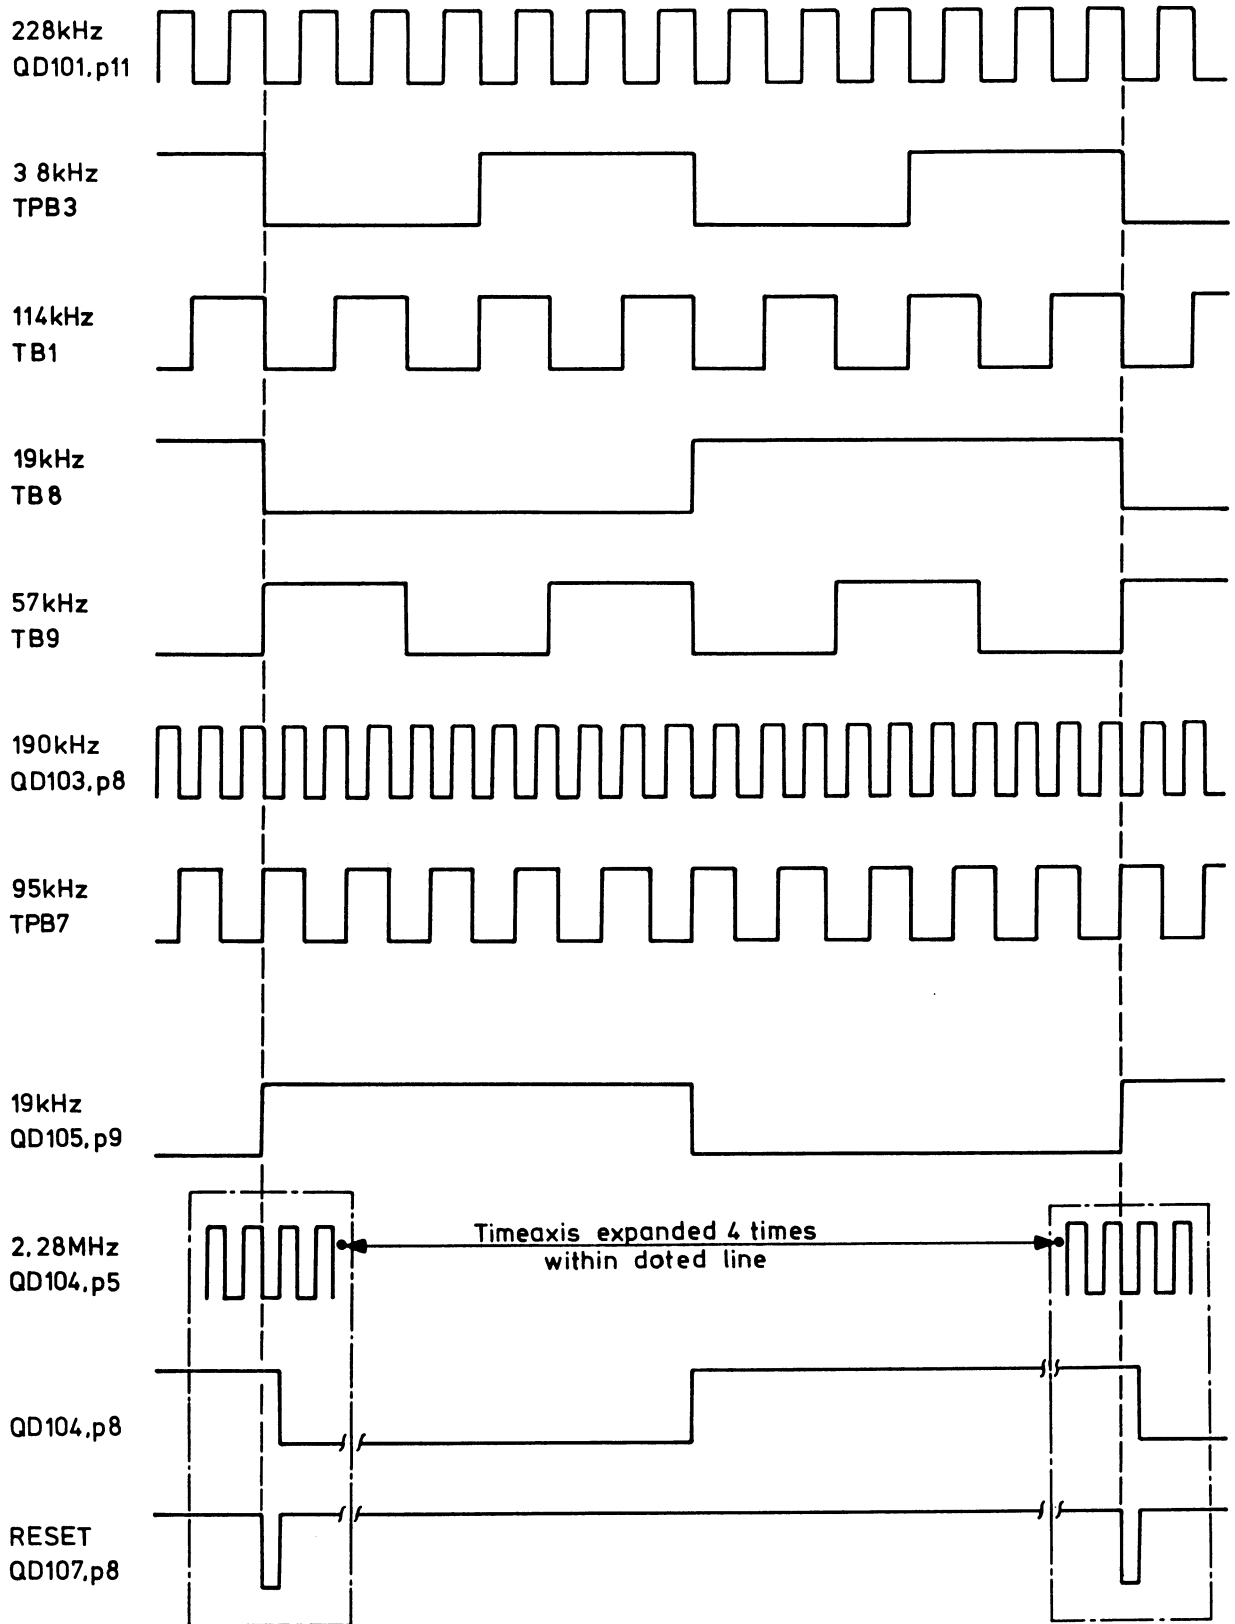 228kHz
QD101,p11
3 8kHz
TPB3
114kHz
TB1
19kHz
TB8
57kHz
TB9
190kHz
QD103,p8
95kHz
TPB7
19kHz
QD105,p9
2,28MHz
QD104,p5
Timeaxis expanded 4 times
within doted line
QD104,p8
RESET
QD107,p8